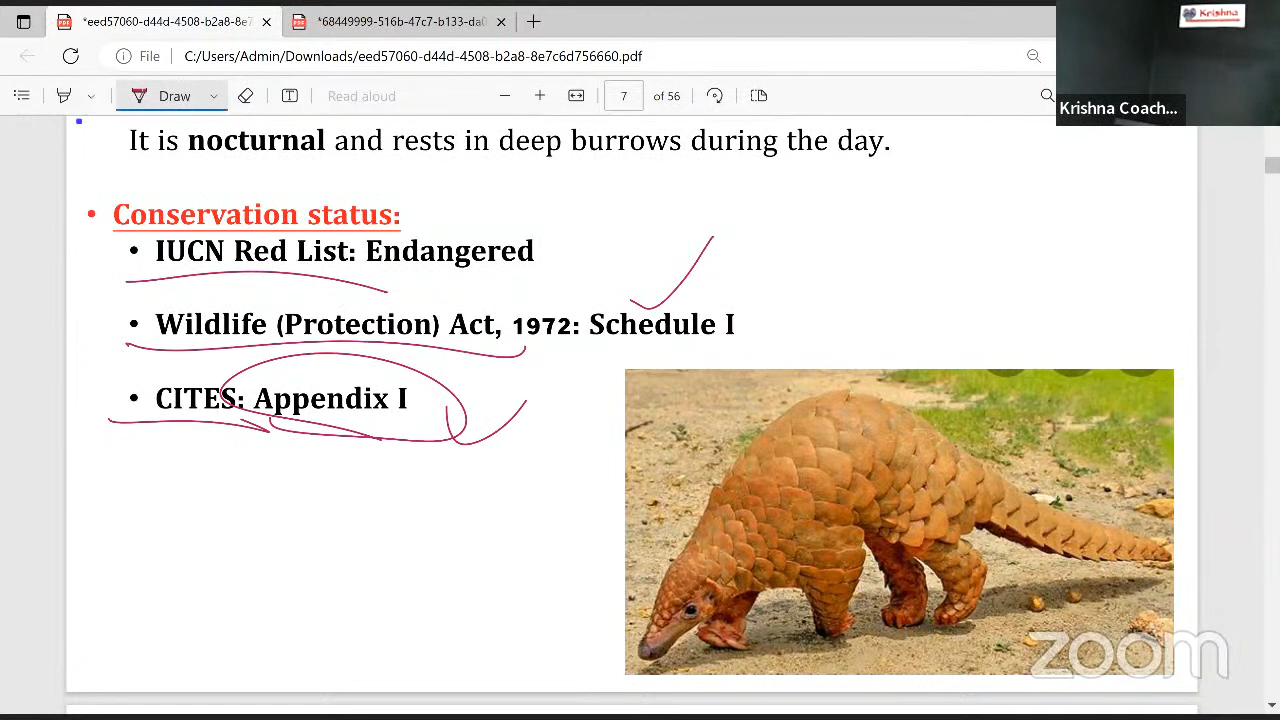 *eed57060-d44d-4508-b2a8-8e7
*68449999-516b-47c7-b133-dd
Krishna
File
C:/Users/Admin/Downloads/eed57060-d44d-4508-b2a8-8e7c6d756660.pdf
Draw
Read aloud
7 of 56
Krishna Coach...
It is nocturnal and rests in deep burrows during the day.
• Conservation status:
• IUCN Red List: Endangered
• Wildlife (Protection) Act, 1972: Schedule I
• CITES: Appendix I
zoom